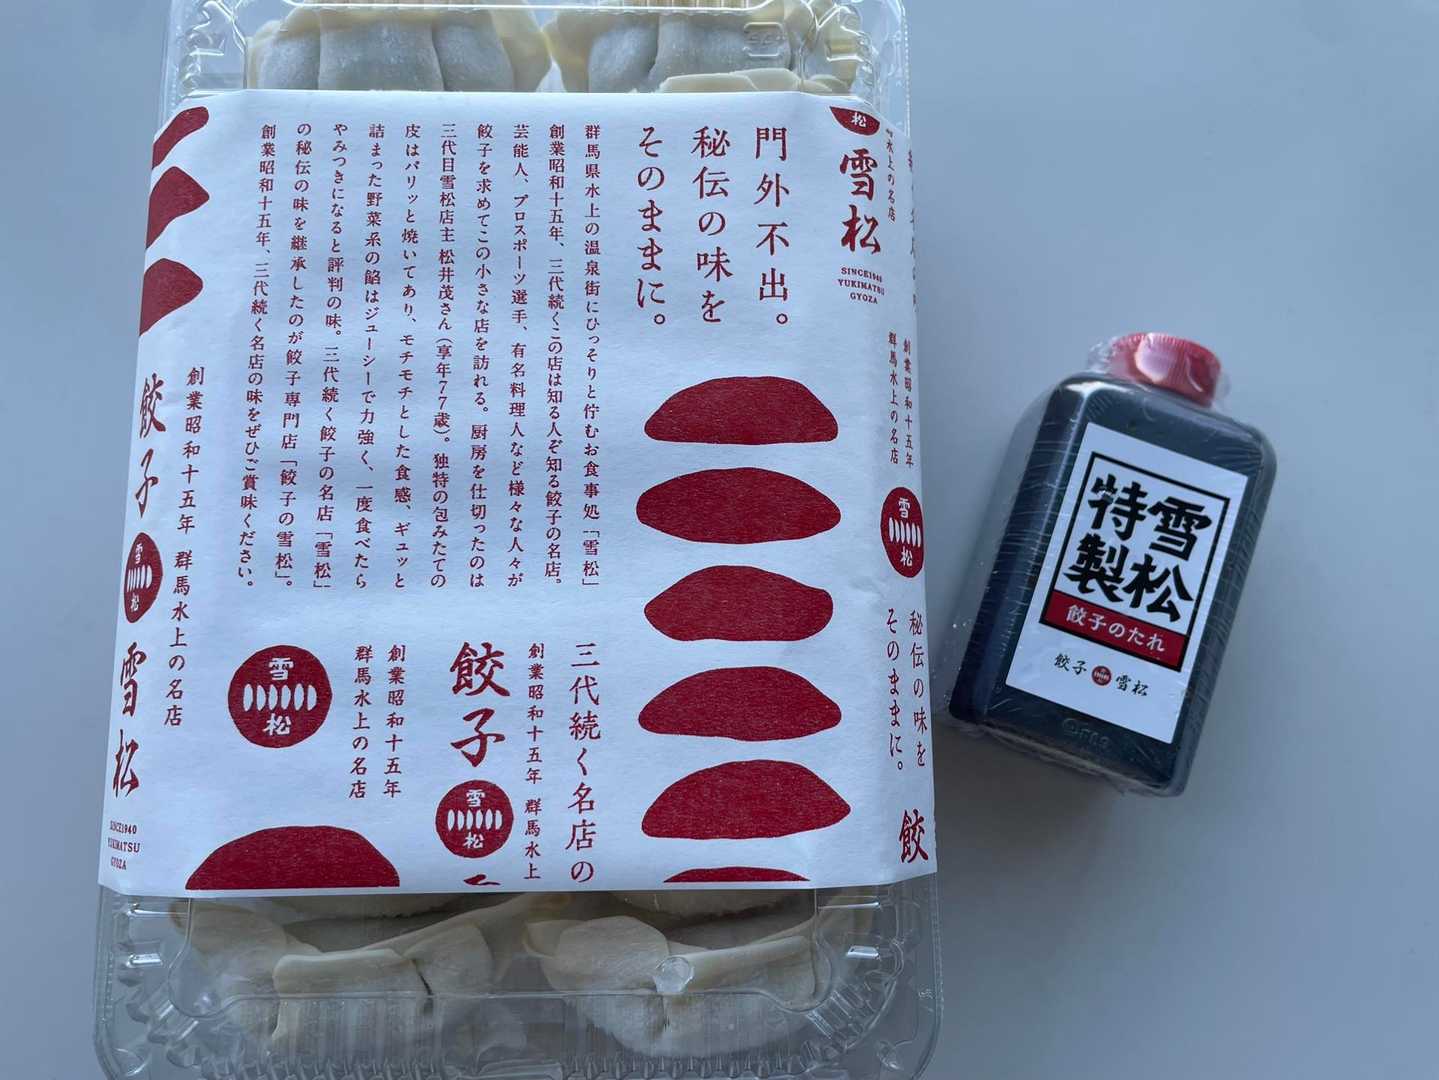 門外不出。
秘伝の味を
そのままに。
群馬県水上の温泉街にひっそりと佇むお食事処「雪松」
創業昭和十五年、三代続くこの店は知る人ぞ知る餃子の名店。
芸能人、プロスポーツ選手、有名料理人など様々な人々が
餃子を求めてこの小さな店を訪れる。厨房を仕切ったのは
三代目雪松店主 松井茂さん（享年77歳）。独特の包みたての
皮はパリッと焼いてあり、モチモチとした食感、ギュッと
詰まった野菜系の餡はジューシーで力強く、一度食べたら
やみつきになると評判の味。三代続く餃子の名店「雪松」
の秘伝の味を継承したのが餃子専門店「餃子の雪松」。
創業昭和十五年、三代続く名店の味をぜひご賞味ください。
三代続く名店の
創業昭和十五年 群馬水上
餃子
雪松
創業昭和十五年
群馬水上の名店
雪松
創業昭和十五年 群馬水上の名店
餃子
雪松
雪松
SINCE1940
YUKIMATSU
GYOZA
松
水上の名店
雪松
SINCE1940
YUKIMATSU
GYOZA
創業昭和十五年
群馬水上の名店
雪松
秘伝の味を
そのままに。
餃
雪松
特製
餃子のたれ
餃子 雪松